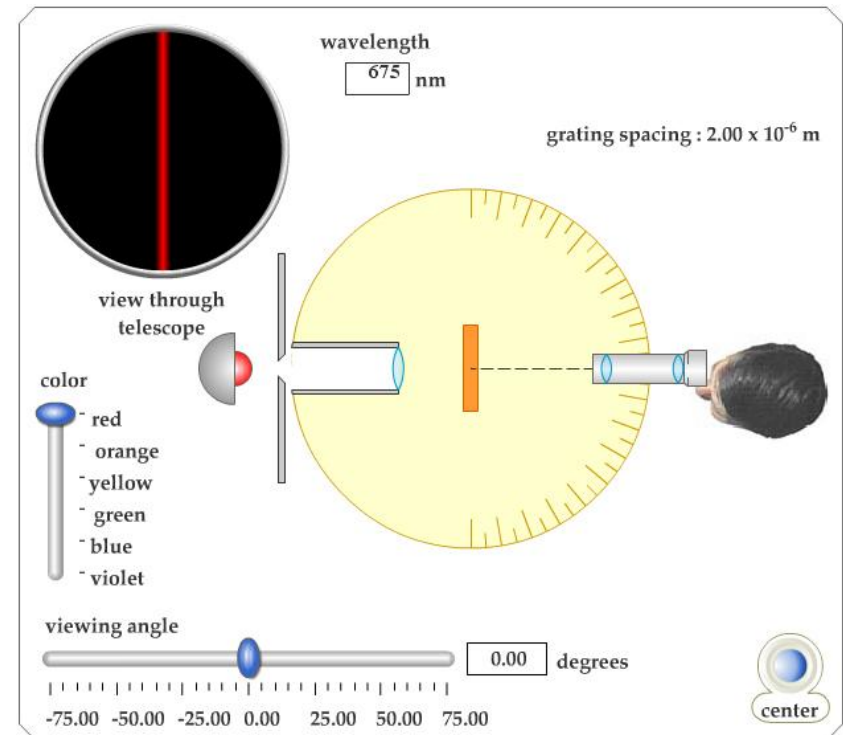 wavelength
675 nm
grating spacing : 2.00 x 10⁻⁶ m
view through
telescope
color
red
orange
yellow
green
blue
violet
viewing angle
0.00 degrees
-75.00 -50.00 -25.00 0.00 25.00 50.00 75.00
center